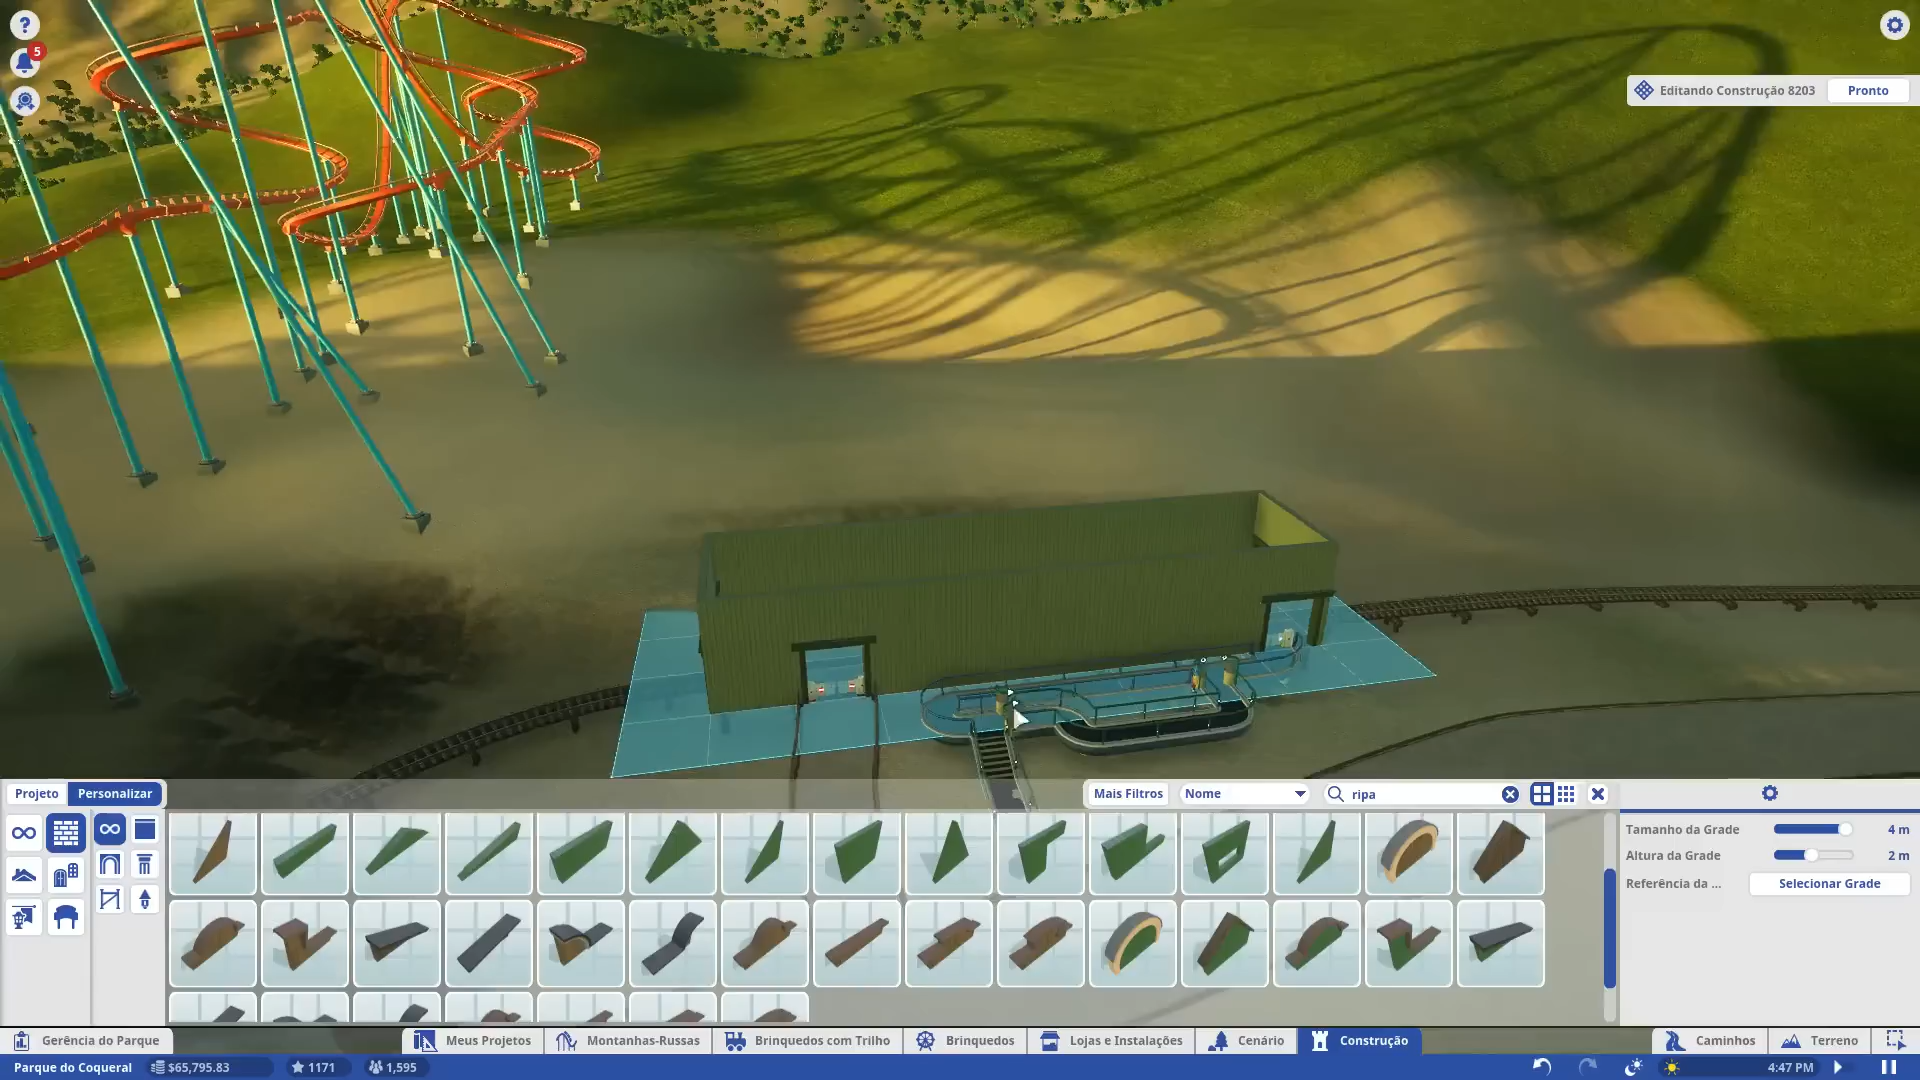 ?
5
Editando Construção 8203
Pronto
Projeto
Personalizar
Mais Filtros
Nome
ripa
Tamanho da Grade
4 m
Altura da Grade
2 m
Referência da ...
Selecionar Grade
Gerência do Parque
Meus Projetos
Montanhas-Russas
Brinquedos com Trilho
Brinquedos
Lojas e Instalações
Cenário
Construção
Caminhos
Terreno
Parque do Coqueral
$65,795.83
1171
1,595
4:47 PM